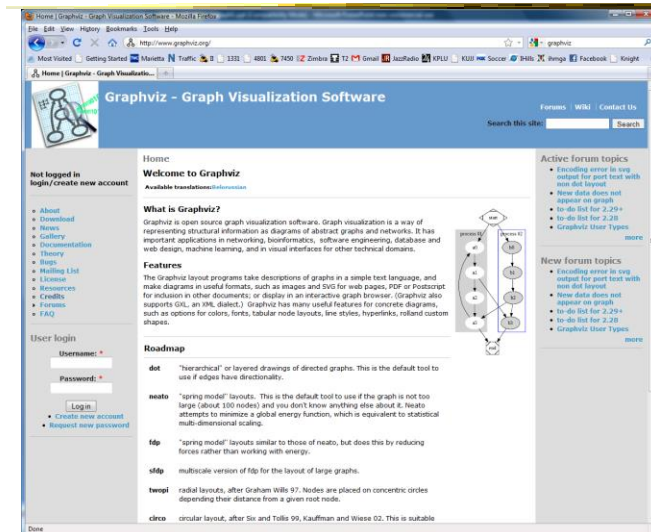 Home | Graphviz - Graph Visualization Software - Mozilla Firefox
File Edit View History Bookmarks Tools Help
http://www.graphviz.org/
graphviz
Most Visited Getting Started Marietta Traffic II 1331 4801 7450 Zimbra T2 Gmail JazzRadio KPLU KUJJ Soccer IHills ihmga Facebook Knight
Home | Graphviz - Graph Visualizatio...
Graphviz - Graph Visualization Software
Forums Wiki Contact Us
Search this site: Search
Not logged in
login/create new account
About
Download
News
Gallery
Documentation
Theory
Bugs
Mailing List
License
Resources
Credits
Forums
FAQ
User login
Username: *
Password: *
Log in
Create new account
Request new password
Home
Welcome to Graphviz
Available translations:Belorussian
What is Graphviz?
Graphviz is open source graph visualization software. Graph visualization is a way of
representing structural information as diagrams of abstract graphs and networks. It has
important applications in networking, bioinformatics, software engineering, database and
web design, machine learning, and in visual interfaces for other technical domains.
Features
The Graphviz layout programs take descriptions of graphs in a simple text language, and
make diagrams in useful formats, such as images and SVG for web pages, PDF or Postscript
for inclusion in other documents; or display in an interactive graph browser. (Graphviz also
supports GXL, an XML dialect.) Graphviz has many useful features for concrete diagrams,
such as options for colors, fonts, tabular node layouts, line styles, hyperlinks, rolland custom
shapes.
start
process #1 process #2
a0 b0
a1 b1
a2 b2
a3 b3
end
Roadmap
dot "hierarchical" or layered drawings of directed graphs. This is the default tool to
use if edges have directionality.
neato "spring model" layouts. This is the default tool to use if the graph is not too
large (about 100 nodes) and you don't know anything else about it. Neato
attempts to minimize a global energy function, which is equivalent to statistical
multi-dimensional scaling.
fdp "spring model" layouts similar to those of neato, but does this by reducing
forces rather than working with energy.
sfdp multiscale version of fdp for the layout of large graphs.
twopi radial layouts, after Graham Wills 97. Nodes are placed on concentric circles
depending their distance from a given root node.
circo circular layout, after Six and Tollis 99, Kauffman and Wiese 02. This is suitable
Active forum topics
Encoding error in svg
output for port text with
non dot layout
New data does not
appear on graph
to-do list for 2.29+
to-do list for 2.28
Graphviz User Types
more
New forum topics
Encoding error in svg
output for port text with
non dot layout
New data does not
appear on graph
to-do list for 2.29+
to-do list for 2.28
Graphviz User Types
more
Done